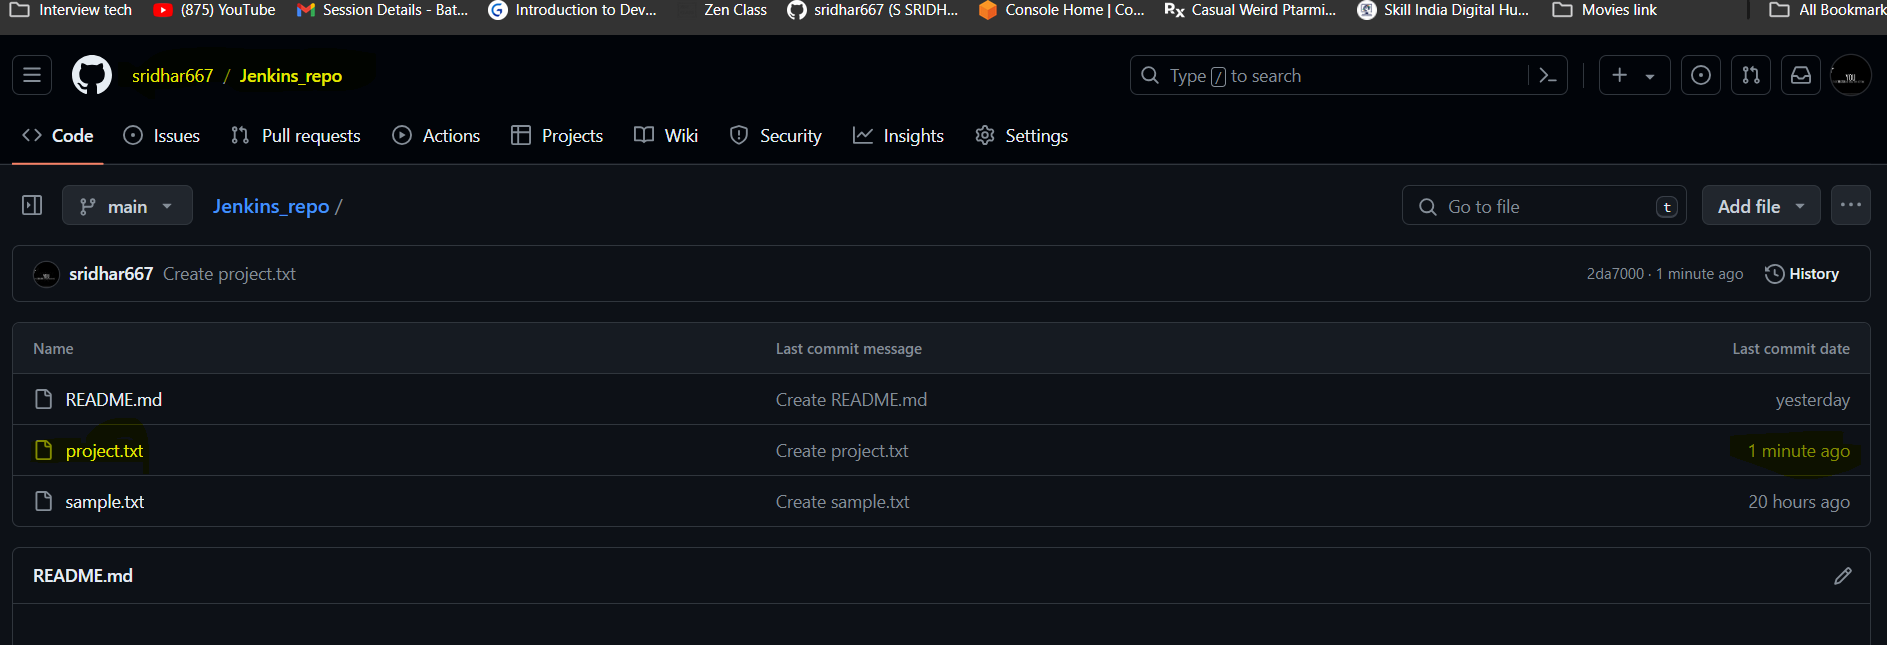 Interview tech (875) YouTube Session Details - Bat... Introduction to Dev... Zen Class sridhar667 (S SRIDH... Console Home | Co... Rx Casual Weird Ptarmi... Skill India Digital Hu... Movies link All Bookmark
sridhar667 / Jenkins_repo Type / to search
Code Issues Pull requests Actions Projects Wiki Security Insights Settings
main Jenkins_repo / Go to file t Add file
sridhar667 Create project.txt 2da7000 · 1 minute ago History
Name Last commit message Last commit date
README.md Create README.md yesterday
project.txt Create project.txt 1 minute ago
sample.txt Create sample.txt 20 hours ago
README.md